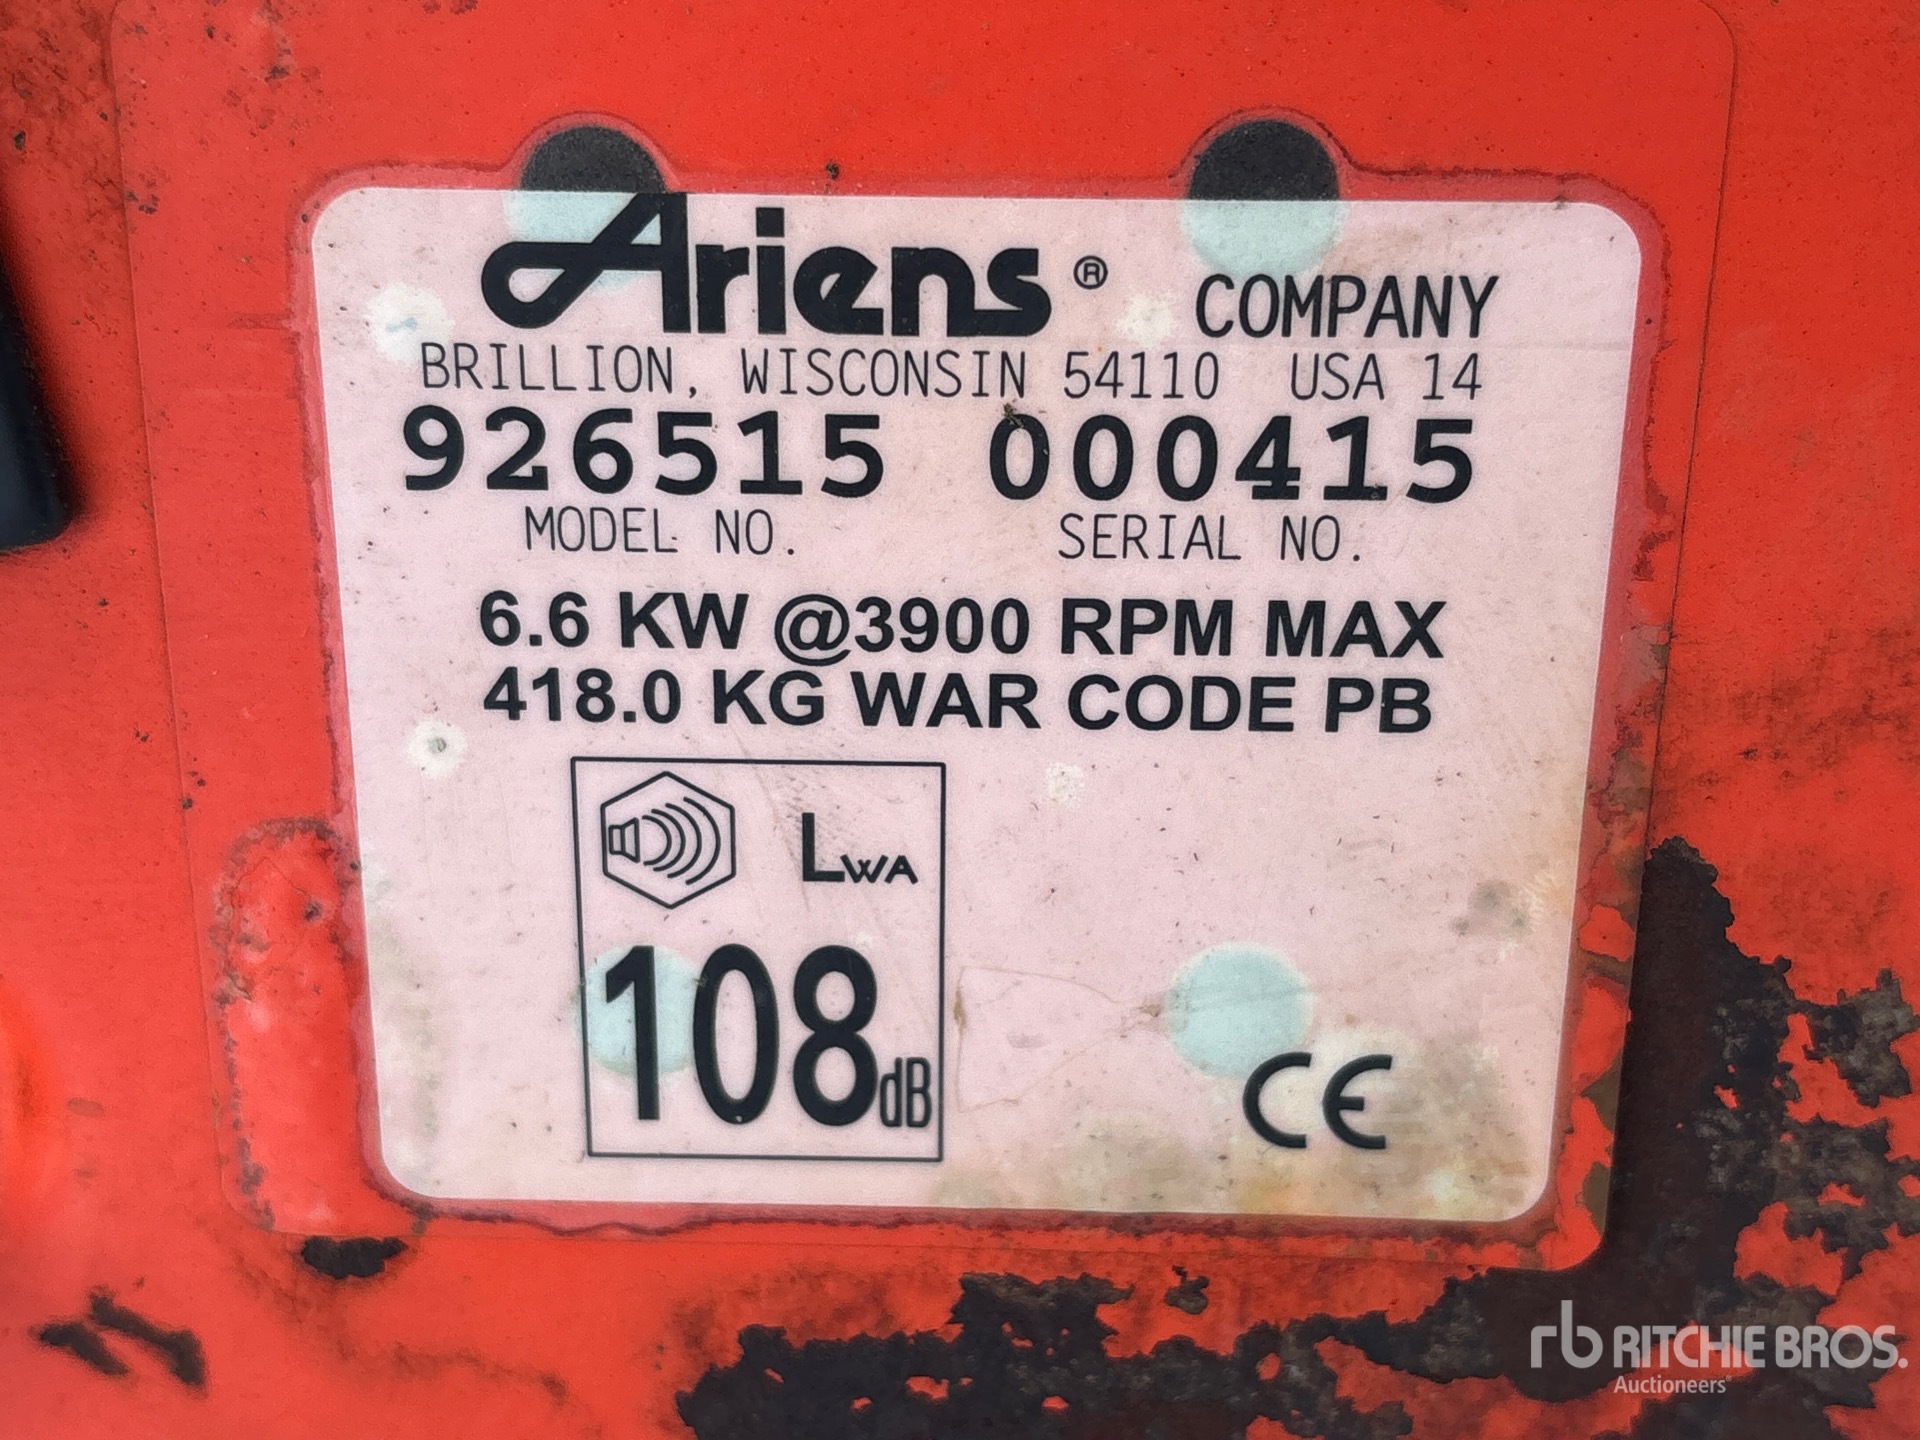 Ariens® COMPANY
BRILLION, WISCONSIN 54110 USA 14
926515 000415
MODEL NO. SERIAL NO.
6.6 KW @3900 RPM MAX
418.0 KG WAR CODE PB
LWA
108dB
CE
rb RITCHIE BROS.
Auctioneers®